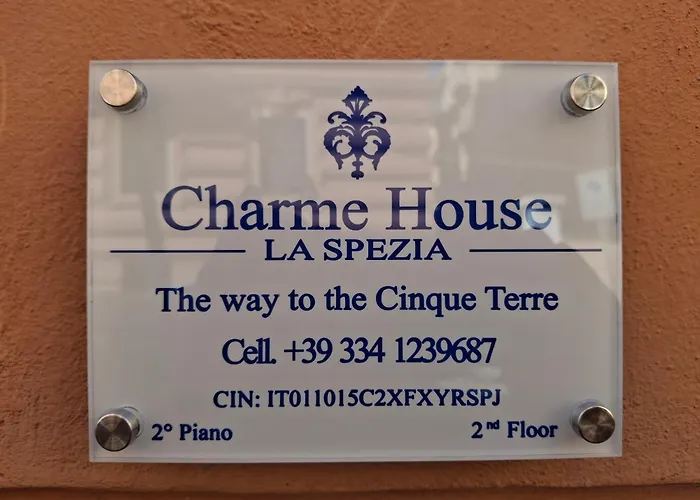 Charme House
LA SPEZIA
The way to the Cinque Terre
Cell. +39 334 1239687
CIN: IT011015C2XFXYRSPJ
2° Piano
2nd Floor